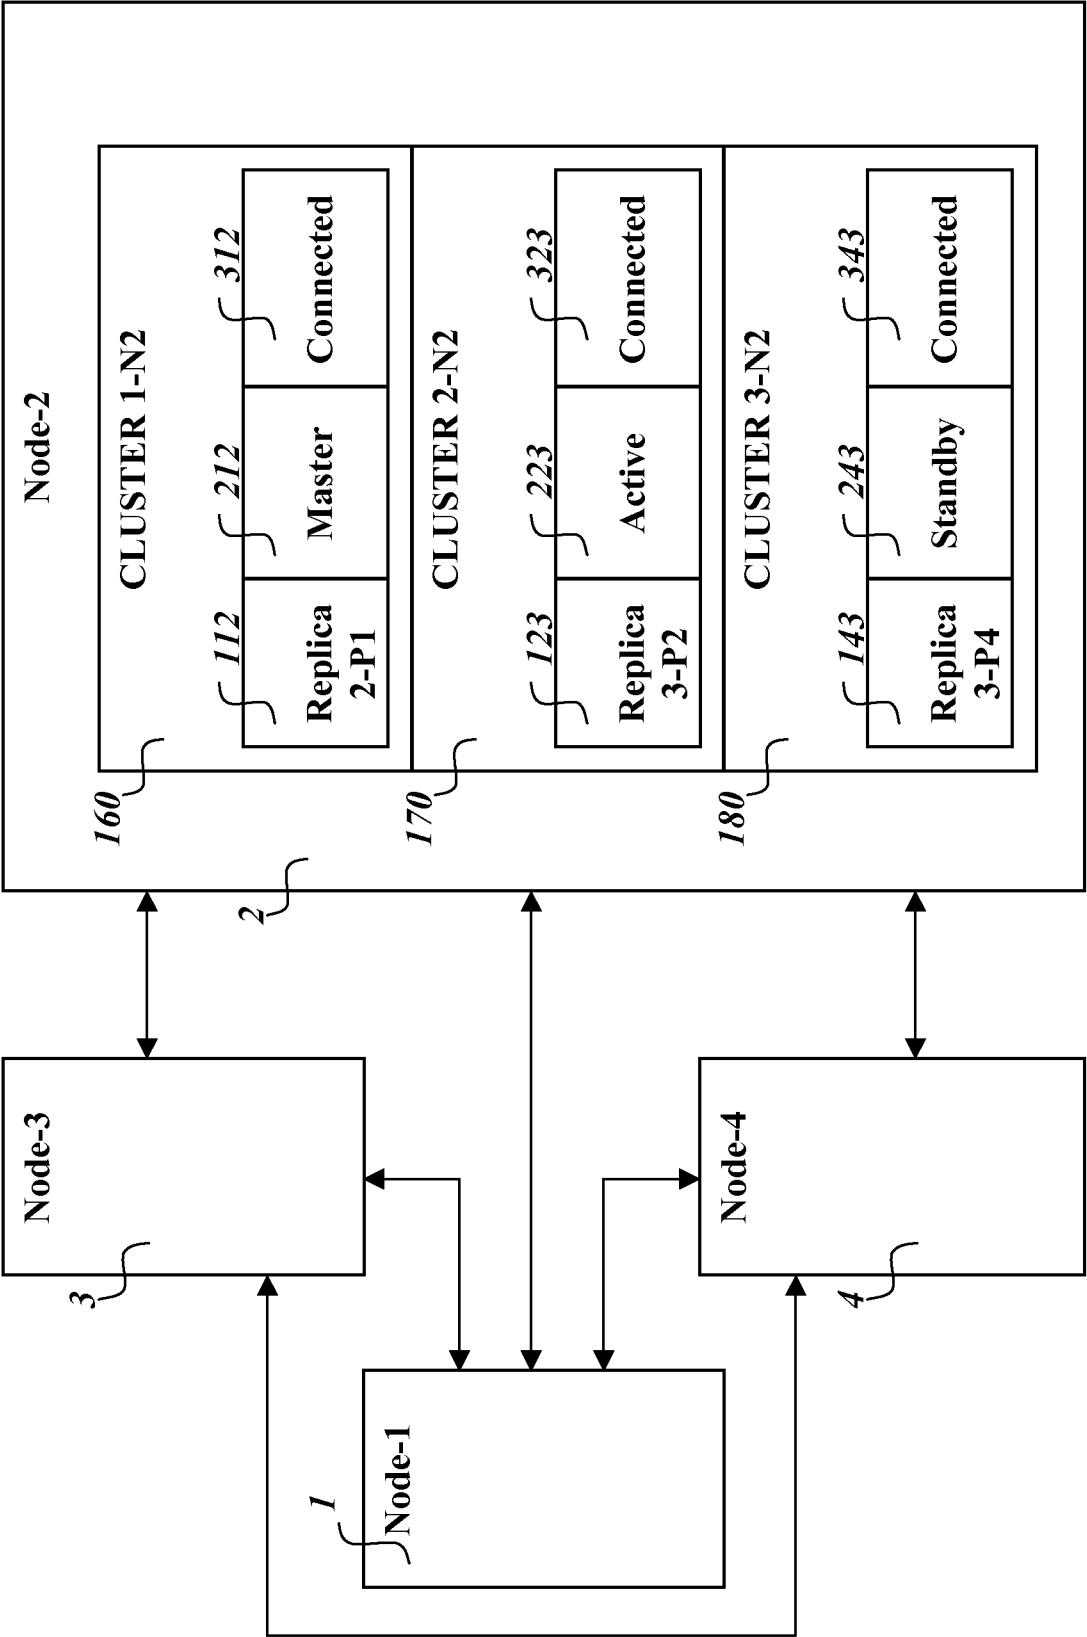 Node-2
CLUSTER 1-N2
112
212
312
Replica
2-P1
Master
Connected
160
CLUSTER 2-N2
123
223
323
Replica
3-P2
Active
Connected
170
CLUSTER 3-N2
143
243
343
Replica
3-P4
Standby
Connected
180
2
Node-3
3
Node-1
1
Node-4
4